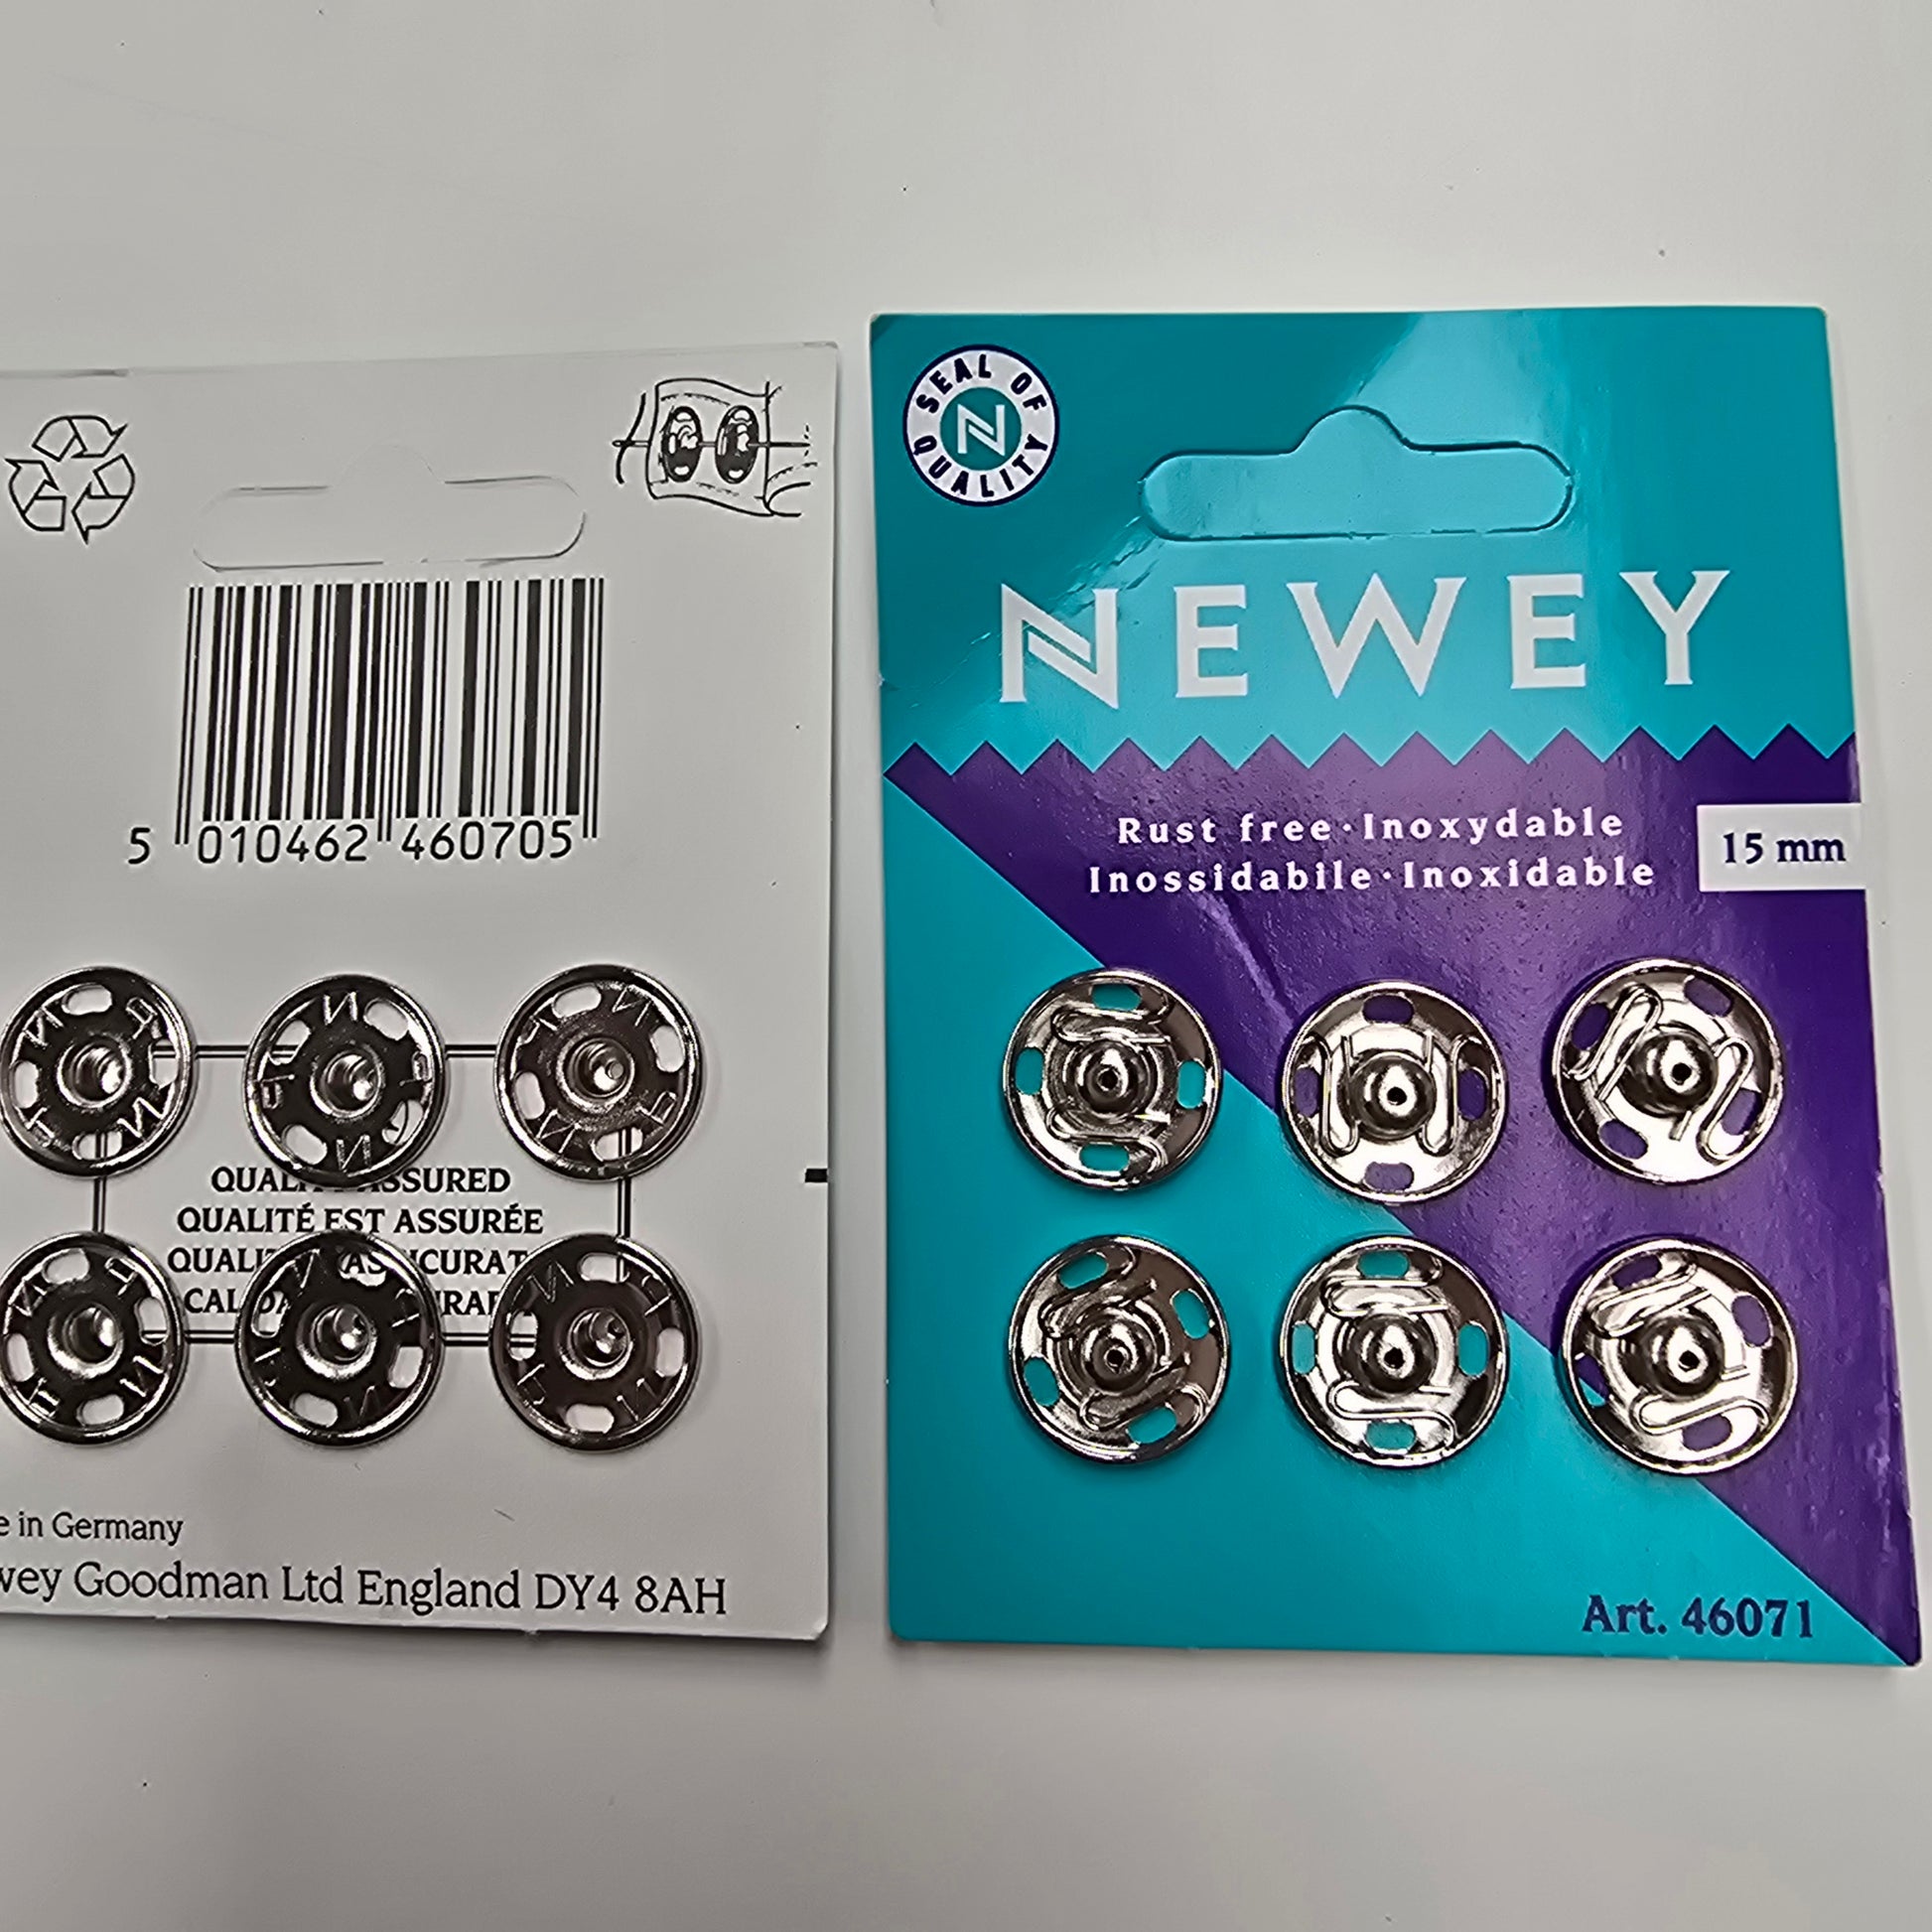 5 010462 460705
ASSURED
QUALITÉ EST ASSURÉE
in Germany
Goodman Ltd England DY4 8AH
SEAL OF QUALITY
N
NEWEY
Rust free · Inoxydable
Inossidabile · Inoxidable
15 mm
Art. 46071